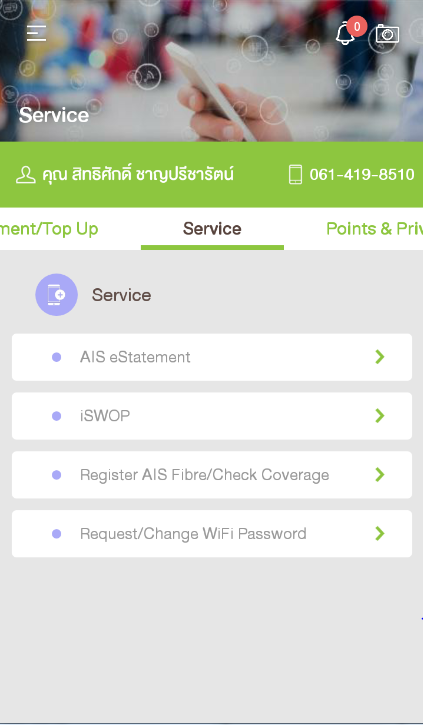 0
Service
คุณ สิทธิศักดิ์ ชาญปรีชารัตน์ 061-419-8510
ment/Top Up Service Points & Priv
Service
AIS eStatement
iSWOP
Register AIS Fibre/Check Coverage
Request/Change WiFi Password